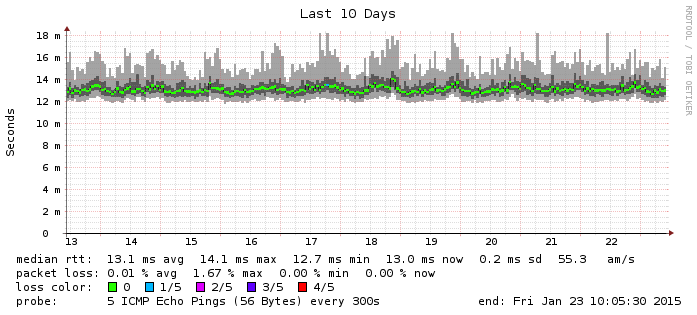 Last 10 Days
RRDTOOL / TOBI OETIKER
Seconds
18 m
16 m
14 m
12 m
10 m
8 m
6 m
4 m
2 m
0
13 14 15 16 17 18 19 20 21 22
median rtt: 13.1 ms avg 14.1 ms max 12.7 ms min 13.0 ms now 0.2 ms sd 55.3 am/s
packet loss: 0.01 % avg 1.67 % max 0.00 % min 0.00 % now
loss color: 0 1/5 2/5 3/5 4/5
probe: 5 ICMP Echo Pings (56 Bytes) every 300s end: Fri Jan 23 10:05:30 2015